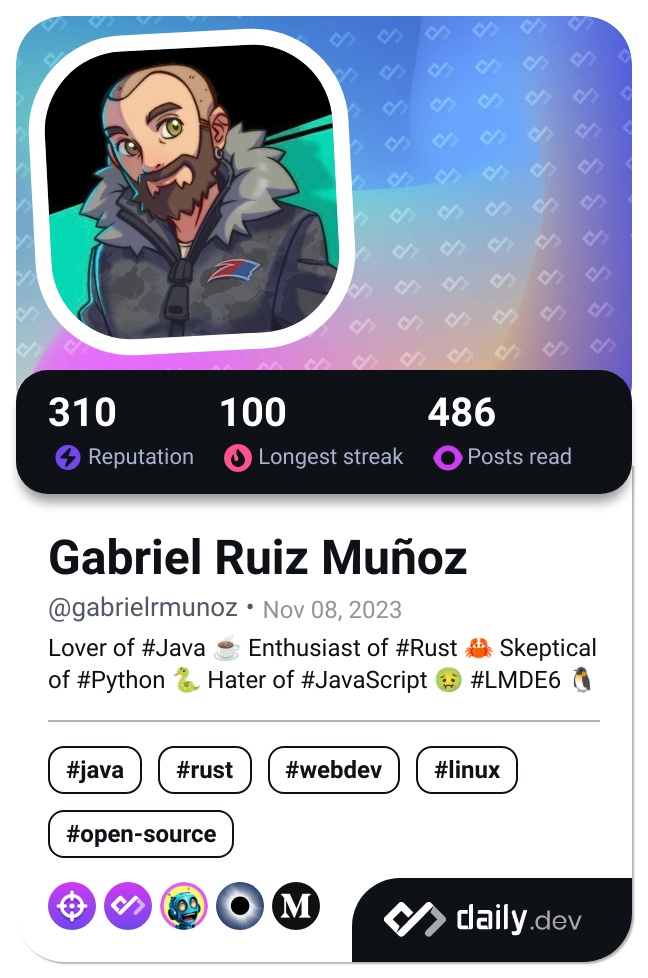 310 100 486
Reputation Longest streak Posts read
Gabriel Ruiz Muñoz
@gabrielrmunoz • Nov 08, 2023
Lover of #Java ☕ Enthusiast of #Rust 🦀 Skeptical
of #Python 🐍 Hater of #JavaScript 🤢 #LMDE6 🐧
#java #rust #webdev #linux
#open-source
M daily.dev